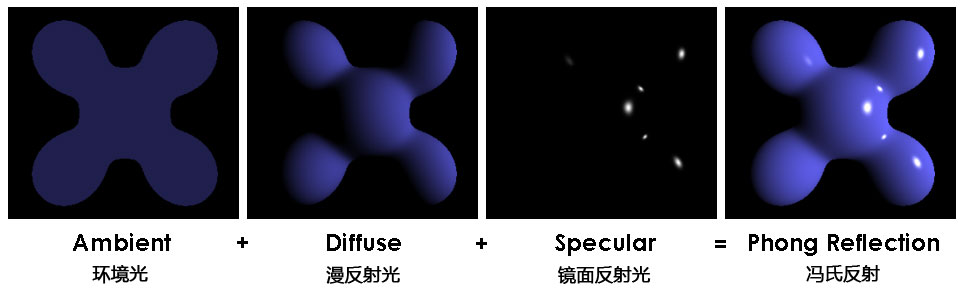 Ambient + Diffuse + Specular = Phong Reflection
环境光 漫反射光 镜面反射光 冯氏反射